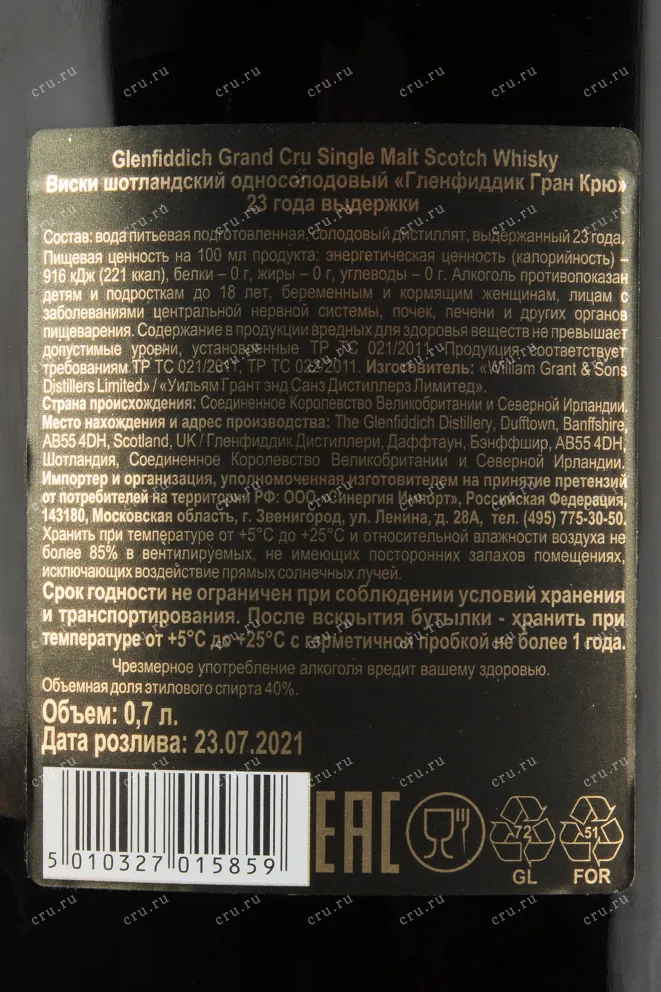 Glenfiddich Grand Cru Single Malt Scotch Whisky
Виски шотландский односолодовый «Гленфиддик Гран Крю»
23 года выдержки
Состав: вода питьевая подготовленная, солодовый дистиллят, выдержанный 23 года.
Пищевая ценность на 100 мл продукта: энергетическая ценность (калорийность) –
916 кДж (221 ккал), белки – 0 г, жиры – 0 г, углеводы – 0 г. Алкоголь противопоказан
детям и подросткам до 18 лет, беременным и кормящим женщинам, лицам с
заболеваниями центральной нервной системы, почек, печени и других органов
пищеварения. Содержание в продукции вредных для здоровья веществ не превышает
допустимые уровни, установленные ТР ТС 021/2011. Продукция соответствует
требованиям ТР ТС 021/2011, ТР ТС 022/2011. Изготовитель: «William Grant & Sons
Distillers Limited» / «Уильям Грант энд Санз Дистиллерз Лимитед».
Страна происхождения: Соединенное Королевство Великобритании и Северной Ирландии.
Место нахождения и адрес производства: The Glenfiddich Distillery, Dufftown, Banffshire,
AB55 4DH, Scotland, UK / Гленфиддик Дистиллери, Даффтаун, Бэнффшир, AB55 4DH,
Шотландия, Соединенное Королевство Великобритании и Северной Ирландии.
Импортер и организация, уполномоченная изготовителем на принятие претензий
от потребителей на территории РФ: ООО «Синергия Импорт», Российская Федерация,
143180, Московская область, г. Звенигород, ул. Ленина, д. 28А, тел. (495) 775-30-50.
Хранить при температуре от +5°С до +25°С и относительной влажности воздуха не
более 85% в вентилируемых, не имеющих посторонних запахов помещениях,
исключающих воздействие прямых солнечных лучей.
Срок годности не ограничен при соблюдении условий хранения
и транспортирования. После вскрытия бутылки - хранить при
температуре от +5°С до +25°С с герметичной пробкой не более 1 года.
Чрезмерное употребление алкоголя вредит вашему здоровью.
Объемная доля этилового спирта 40%.
Объем: 0,7 л.
Дата розлива: 23.07.2021
5 010327 015859
EAC
72
GL
51
FOR
cru.ru